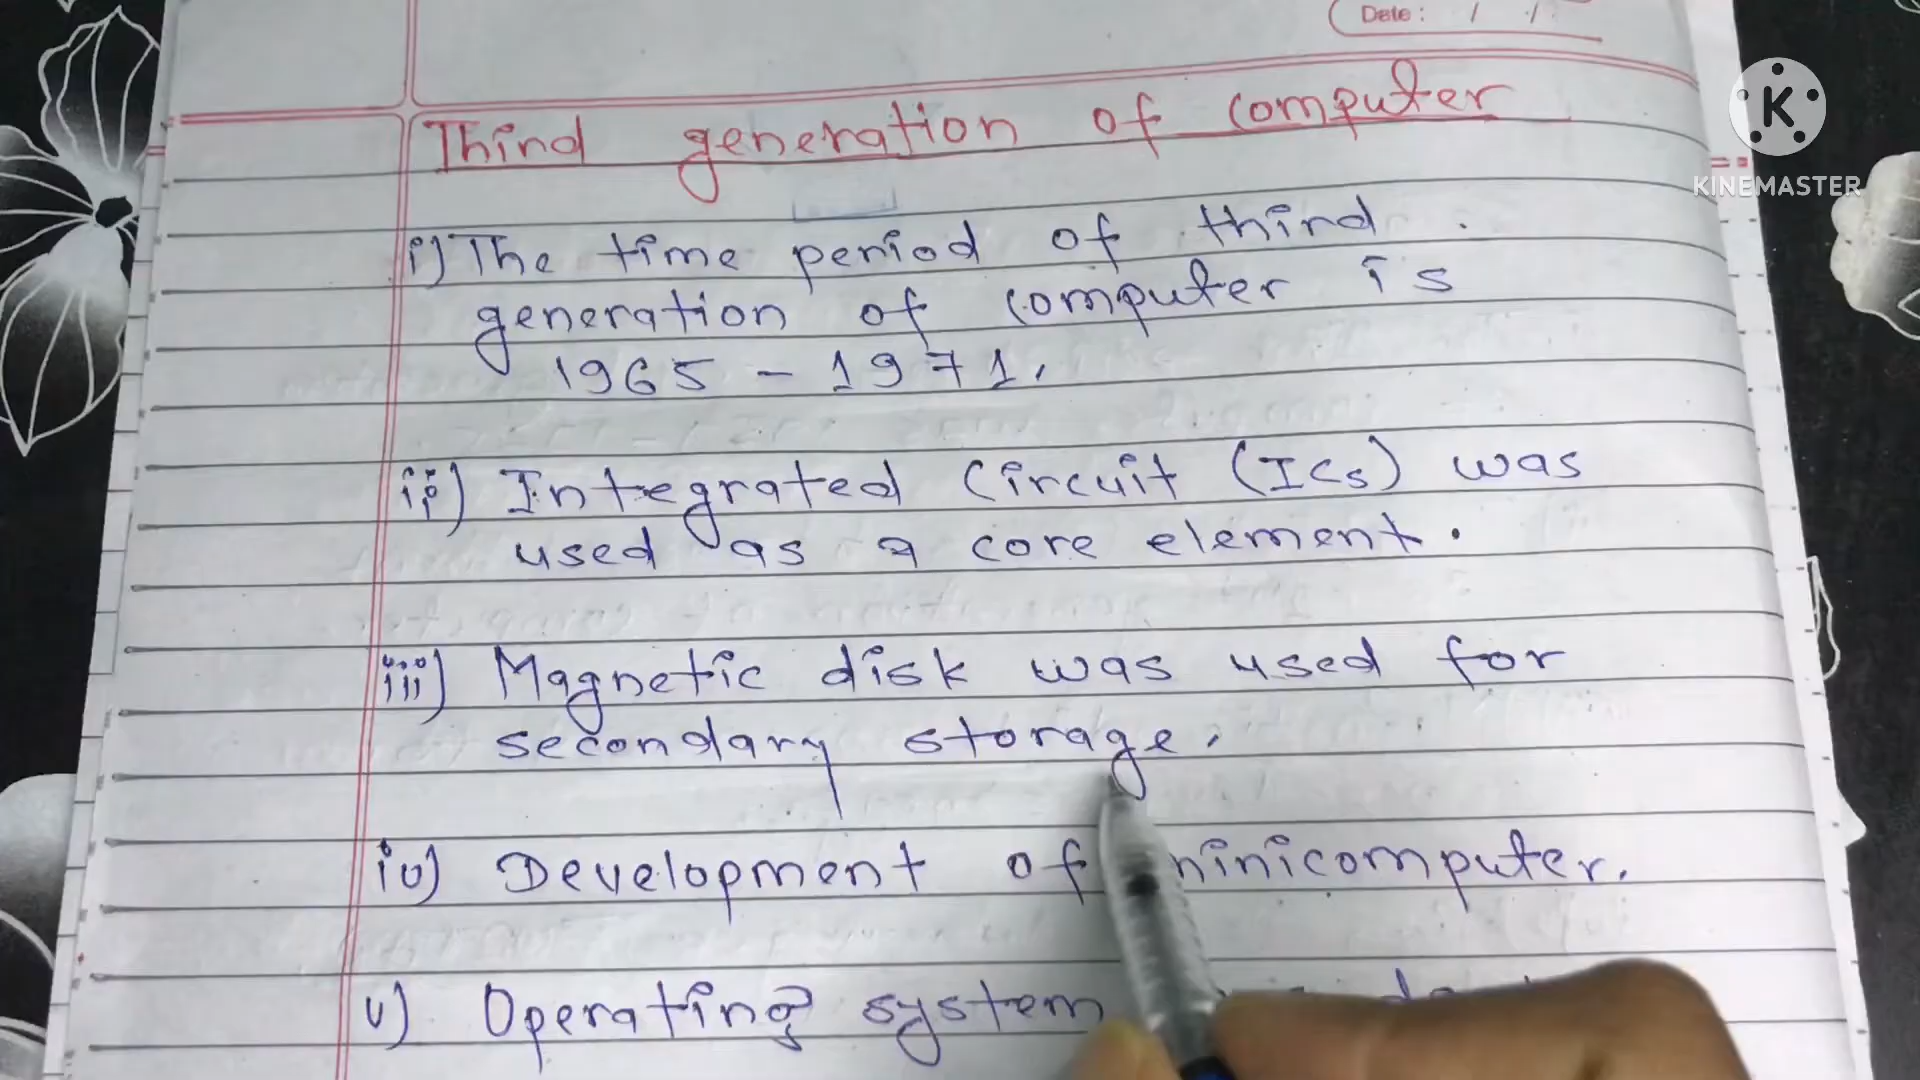 Date: / /
Third generation of computer
K
KINEMASTER
i) The time period of third
generation of computer is
1965 - 1971.
ii) Integrated Circuit (ICs) was
used as a core element.
iii) Magnetic disk was used for
secondary storage.
iv) Development of minicomputer.
v) Operating system